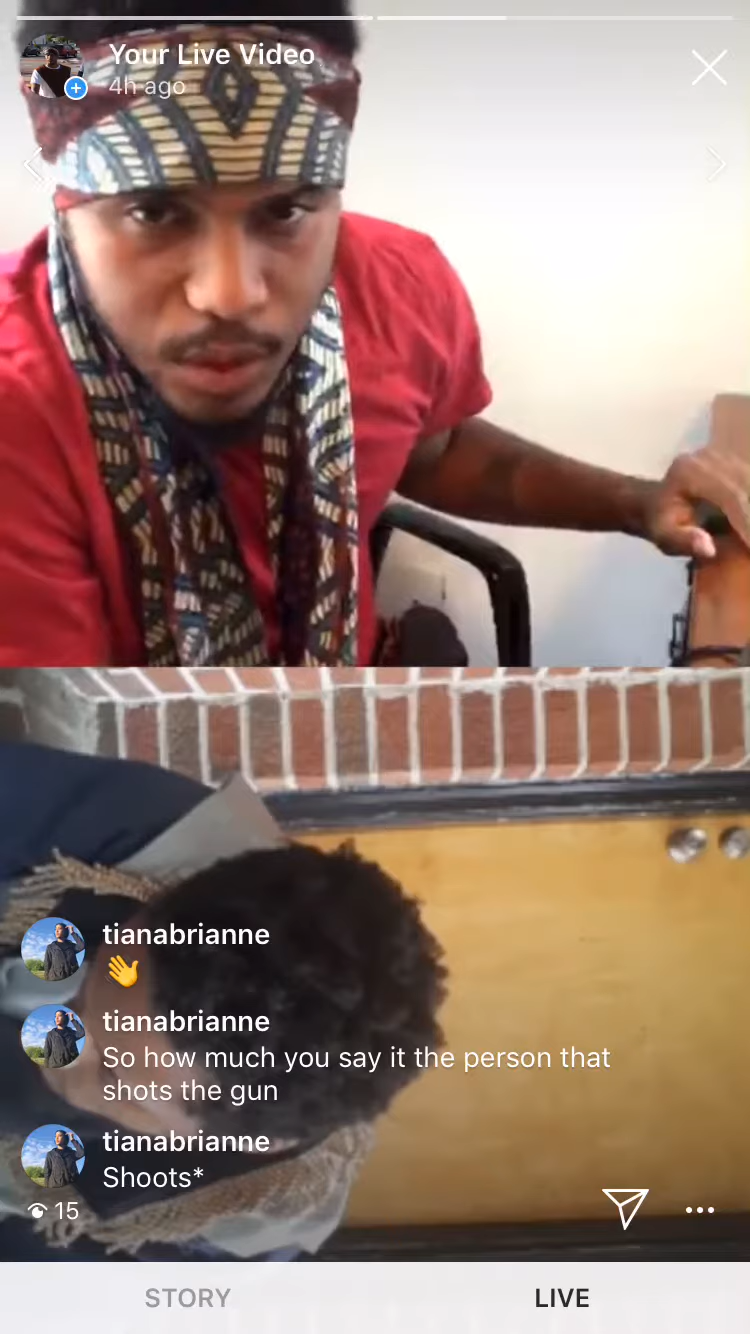 Your Live Video
4h ago
tianabrianne
👋
tianabrianne
So how much you say it the person that
shots the gun
tianabrianne
Shoots*
15
STORY
LIVE